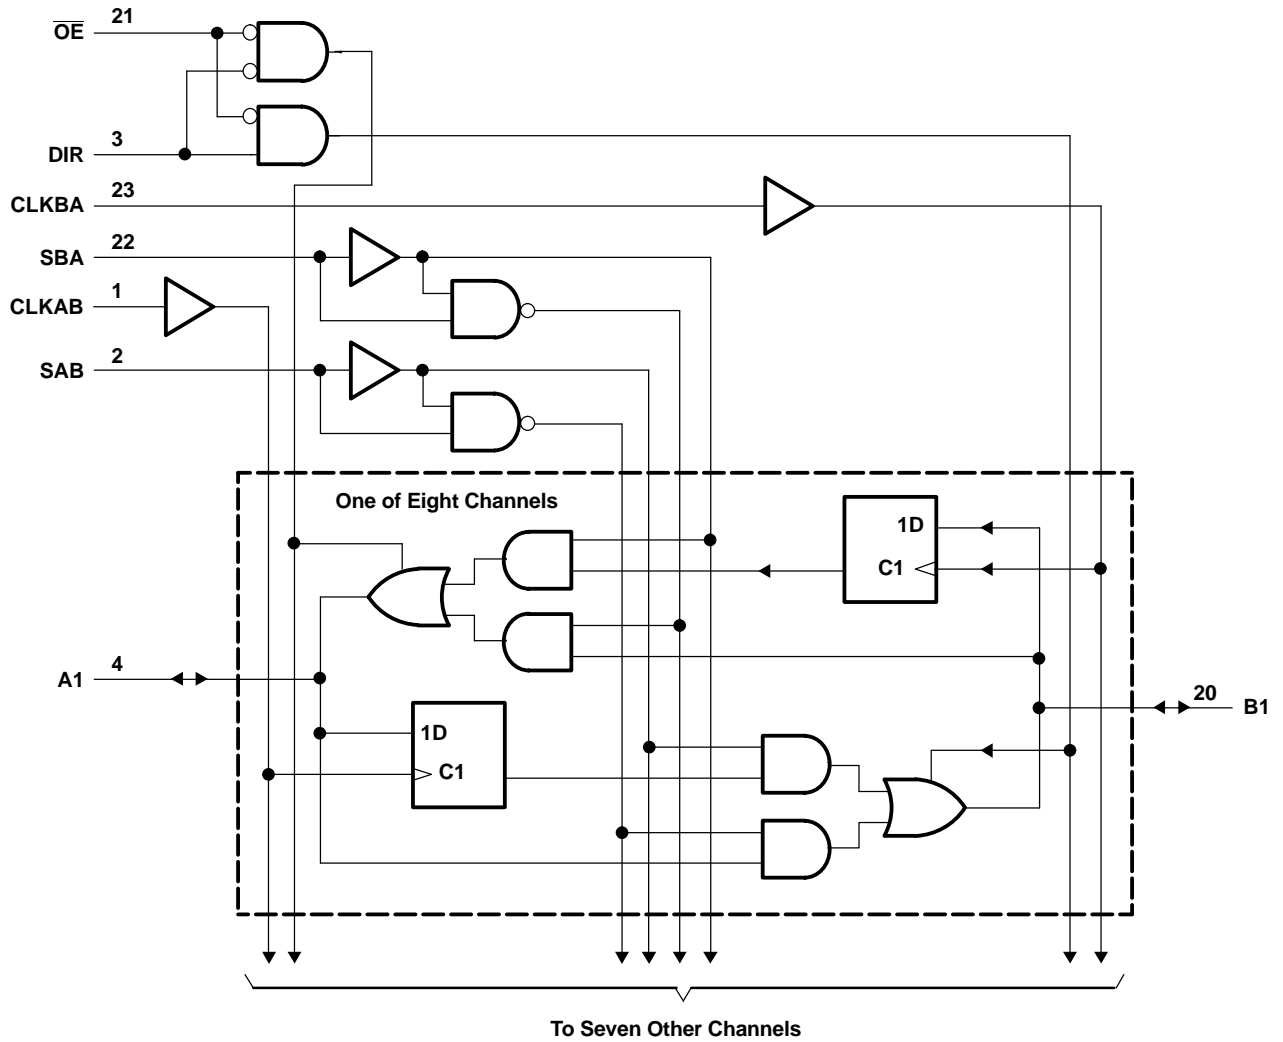 O̅E̅ 21
DIR 3
CLKBA 23
SBA 22
CLKAB 1
SAB 2
One of Eight Channels
1D
C1
A1 4
20 B1
1D
C1
To Seven Other Channels